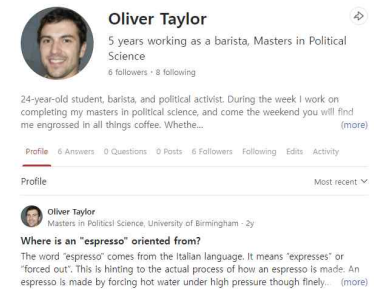 Oliver Taylor
5 years working as a barista, Masters in Political
Science
6 followers · 8 following
24-year-old student, barista, and political activist. During the week I work on
completing my masters in political science, and come the weekend you will find
me engrossed in all things coffee. Whethe... (more)
Profile 6 Answers 0 Questions 0 Posts 6 Followers Following Edits Activity
Profile Most recent
Oliver Taylor
Masters in Politicsl Science, University of Birmingham · 2y
Where is an "espresso" oriented from?
The word “espresso” comes from the Italian language. It means “expresses” or
“forced out”. This is hinting to the actual process of how an espresso is made. An
espresso is made by forcing hot water under high pressure though finely... (more)